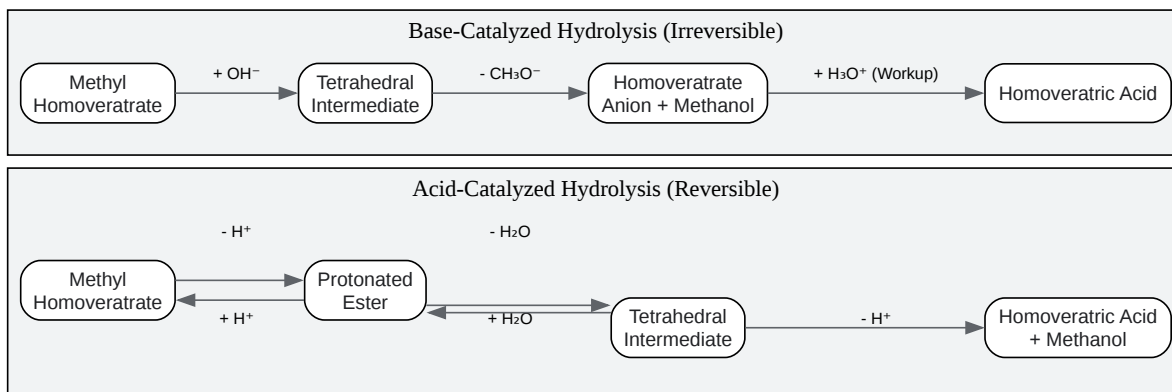 Base-Catalyzed Hydrolysis (Irreversible)
Methyl
Homoveratrate
+ OH⁻
Tetrahedral
Intermediate
- CH₃O⁻
Homoveratrate
Anion + Methanol
+ H₃O⁺ (Workup)
Homoveratric Acid
Acid-Catalyzed Hydrolysis (Reversible)
- H⁺
- H₂O
Methyl
Homoveratrate
Protonated
Ester
+ H⁺
+ H₂O
Tetrahedral
Intermediate
- H⁺
Homoveratric Acid
+ Methanol